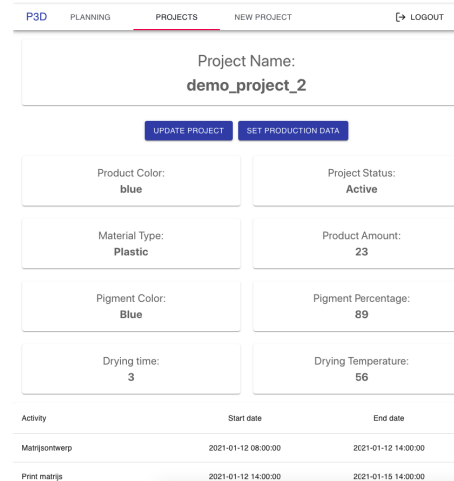 P3D PLANNING PROJECTS NEW PROJECT LOGOUT
Project Name:
demo_project_2
UPDATE PROJECT SET PRODUCTION DATA
Product Color: Project Status:
blue Active
Material Type: Product Amount:
Plastic 23
Pigment Color: Pigment Percentage:
Blue 89
Drying time: Drying Temperature:
3 56
Activity Start date End date
Matrijsontwerp 2021-01-12 08:00:00 2021-01-12 14:00:00
Print matrijs 2021-01-12 14:00:00 2021-01-15 14:00:00